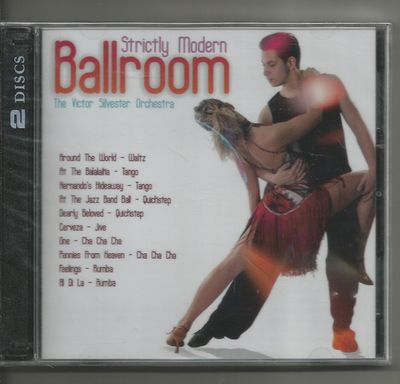 2 DISCS
Strictly Modern
Ballroom
The Victor Silvester Orchestra
Around The World - Waltz
At The Balalaika - Tango
Hernando's Hideaway - Tango
At The Jazz Band Ball - Quickstep
Dearly Beloved - Quickstep
Cerveza - Jive
One - Cha Cha Cha
Pennies From Heaven - Cha Cha Cha
Feelings - Rumba
Al Di La - Rumba